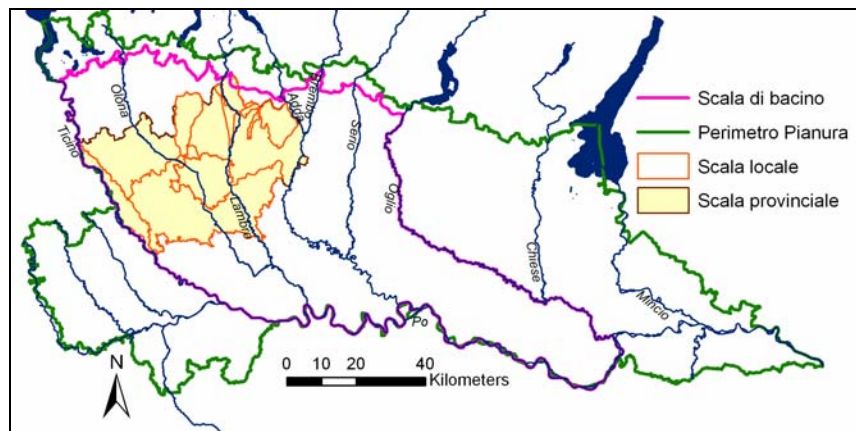 Scala di bacino
Perimetro Pianura
Scala locale
Scala provinciale
Ticino
Olona
Lambro
Adda
Brembo
Serio
Oglio
Chiese
Mincio
Po
N
0 10 20 40
Kilometers